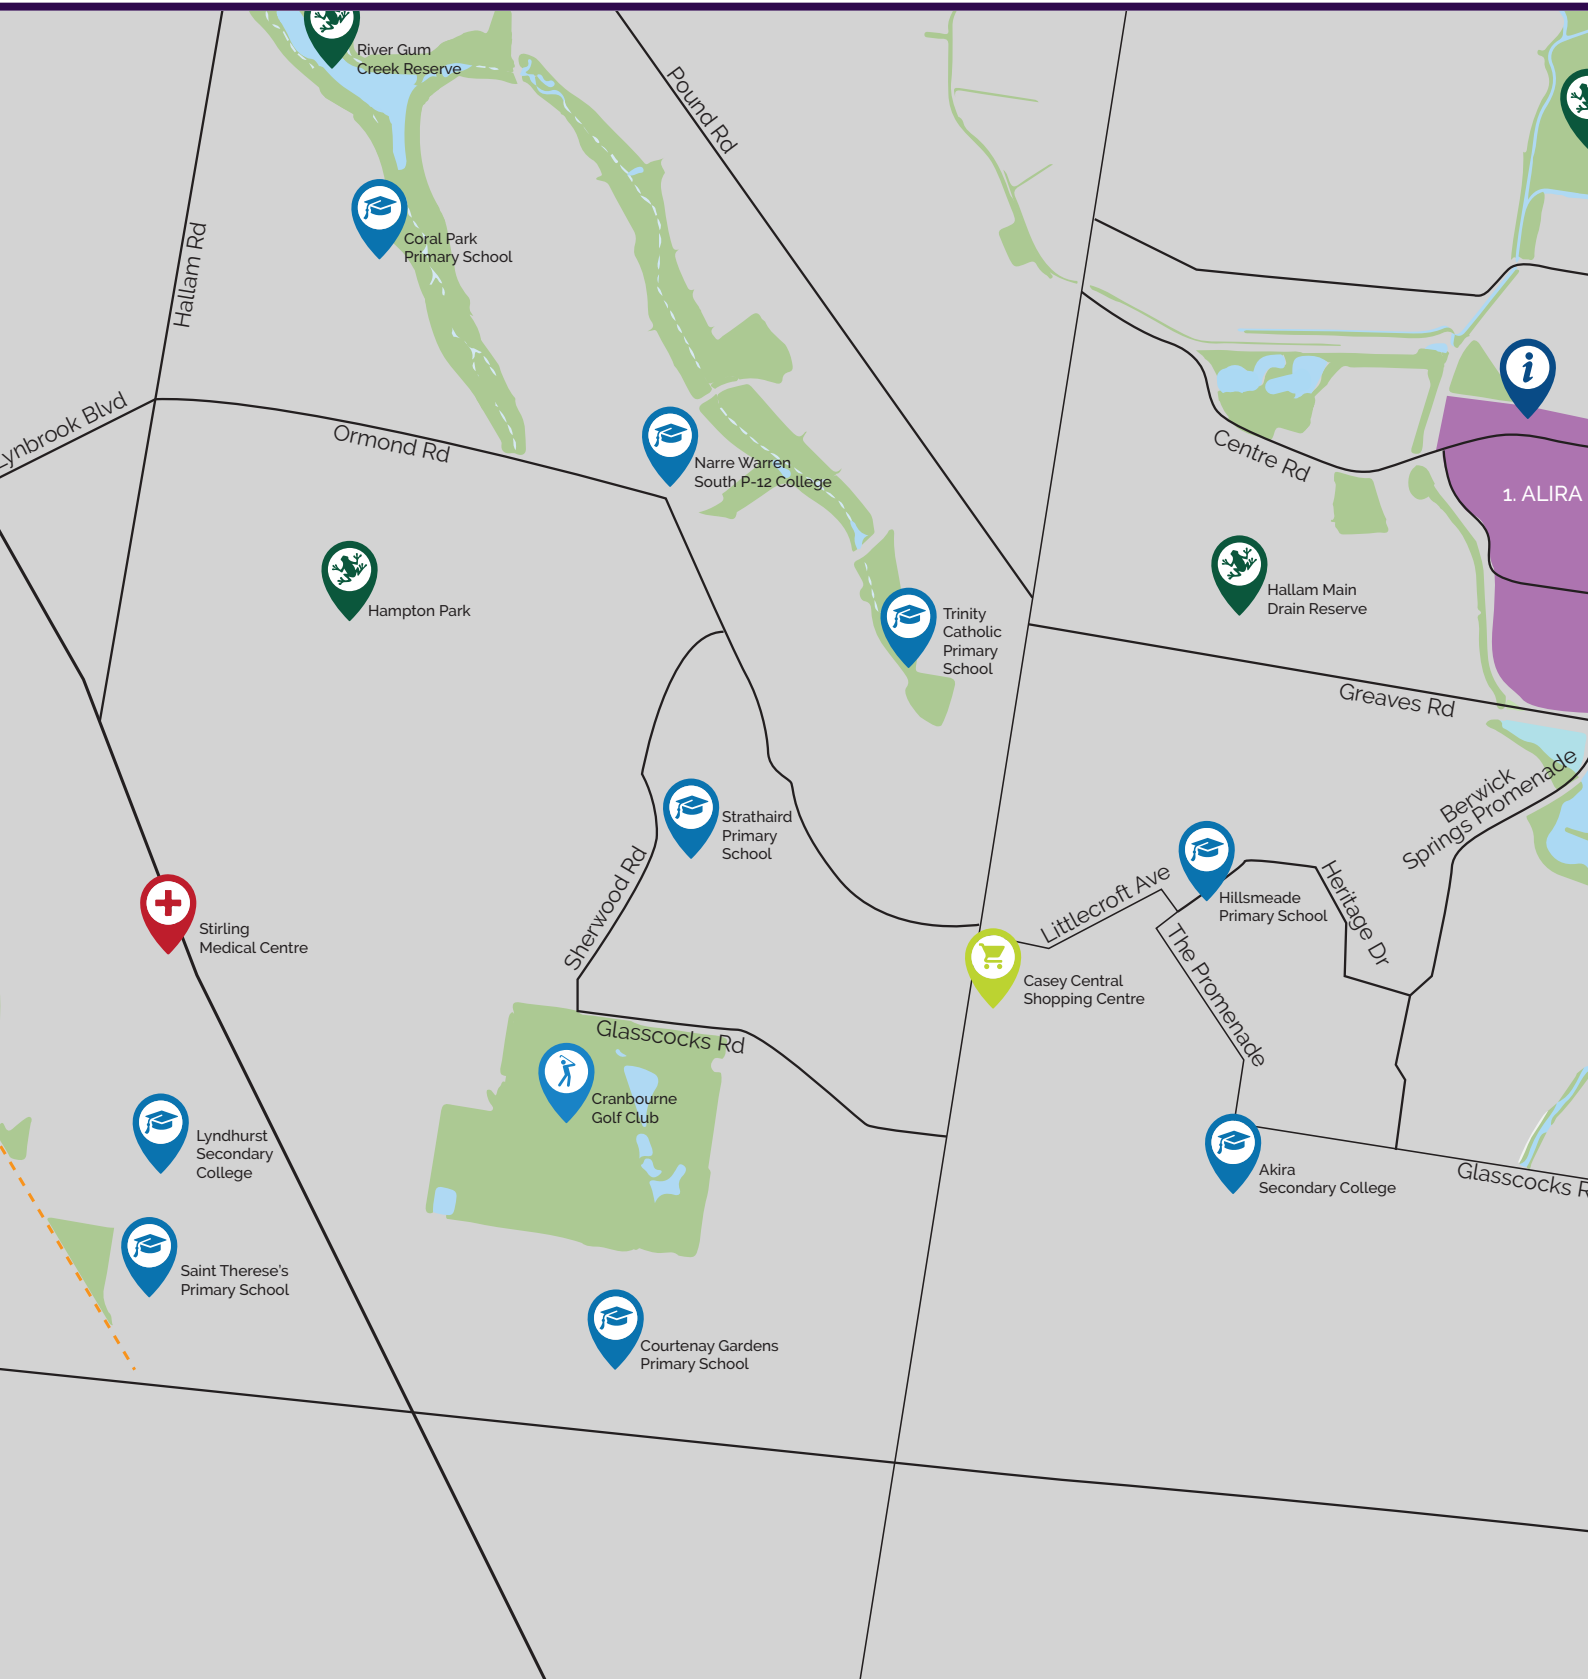 River Gum
Creek Reserve
Pound Rd
Coral Park
Primary School
Hallam Rd
Lynbrook Blvd
Ormond Rd
Narre Warren
South P-12 College
Centre Rd
1. ALIRA
Hampton Park
Hallam Main
Drain Reserve
Trinity
Catholic
Primary
School
Greaves Rd
Berwick
Springs Promenade
Strathaird
Primary
School
Sherwood Rd
Littlecroft Ave
Hillsmeade
Primary School
Heritage Dr
The Promenade
Stirling
Medical Centre
Casey Central
Shopping Centre
Glasscocks Rd
Cranbourne
Golf Club
Lyndhurst
Secondary
College
Akira
Secondary College
Glasscocks R
Saint Therese's
Primary School
Courtenay Gardens
Primary School